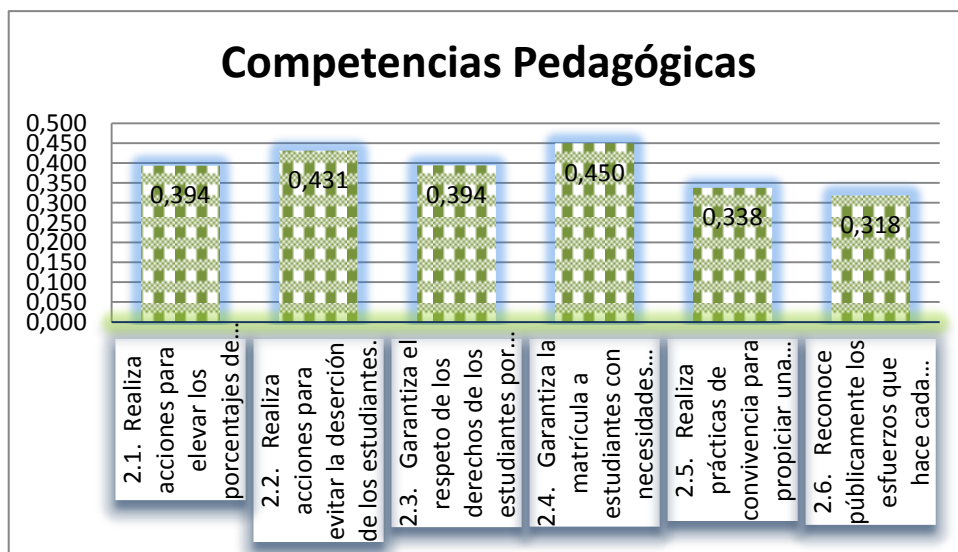 Competencias Pedagógicas
0,500
0,450
0,400
0,350
0,300
0,250
0,200
0,150
0,100
0,050
0,000
0,394
0,431
0,394
0,450
0,338
0,318
2.1. Realiza
acciones para
elevar los
porcentajes de…
2.2. Realiza
acciones para
evitar la deserción
de los estudiantes.
2.3. Garantiza el
respeto de los
derechos de los
estudiantes por…
2.4. Garantiza la
matrícula a
estudiantes con
necesidades…
2.5. Realiza
prácticas de
convivencia para
propiciar una…
2.6. Reconoce
públicamente los
esfuerzos que
hace cada…